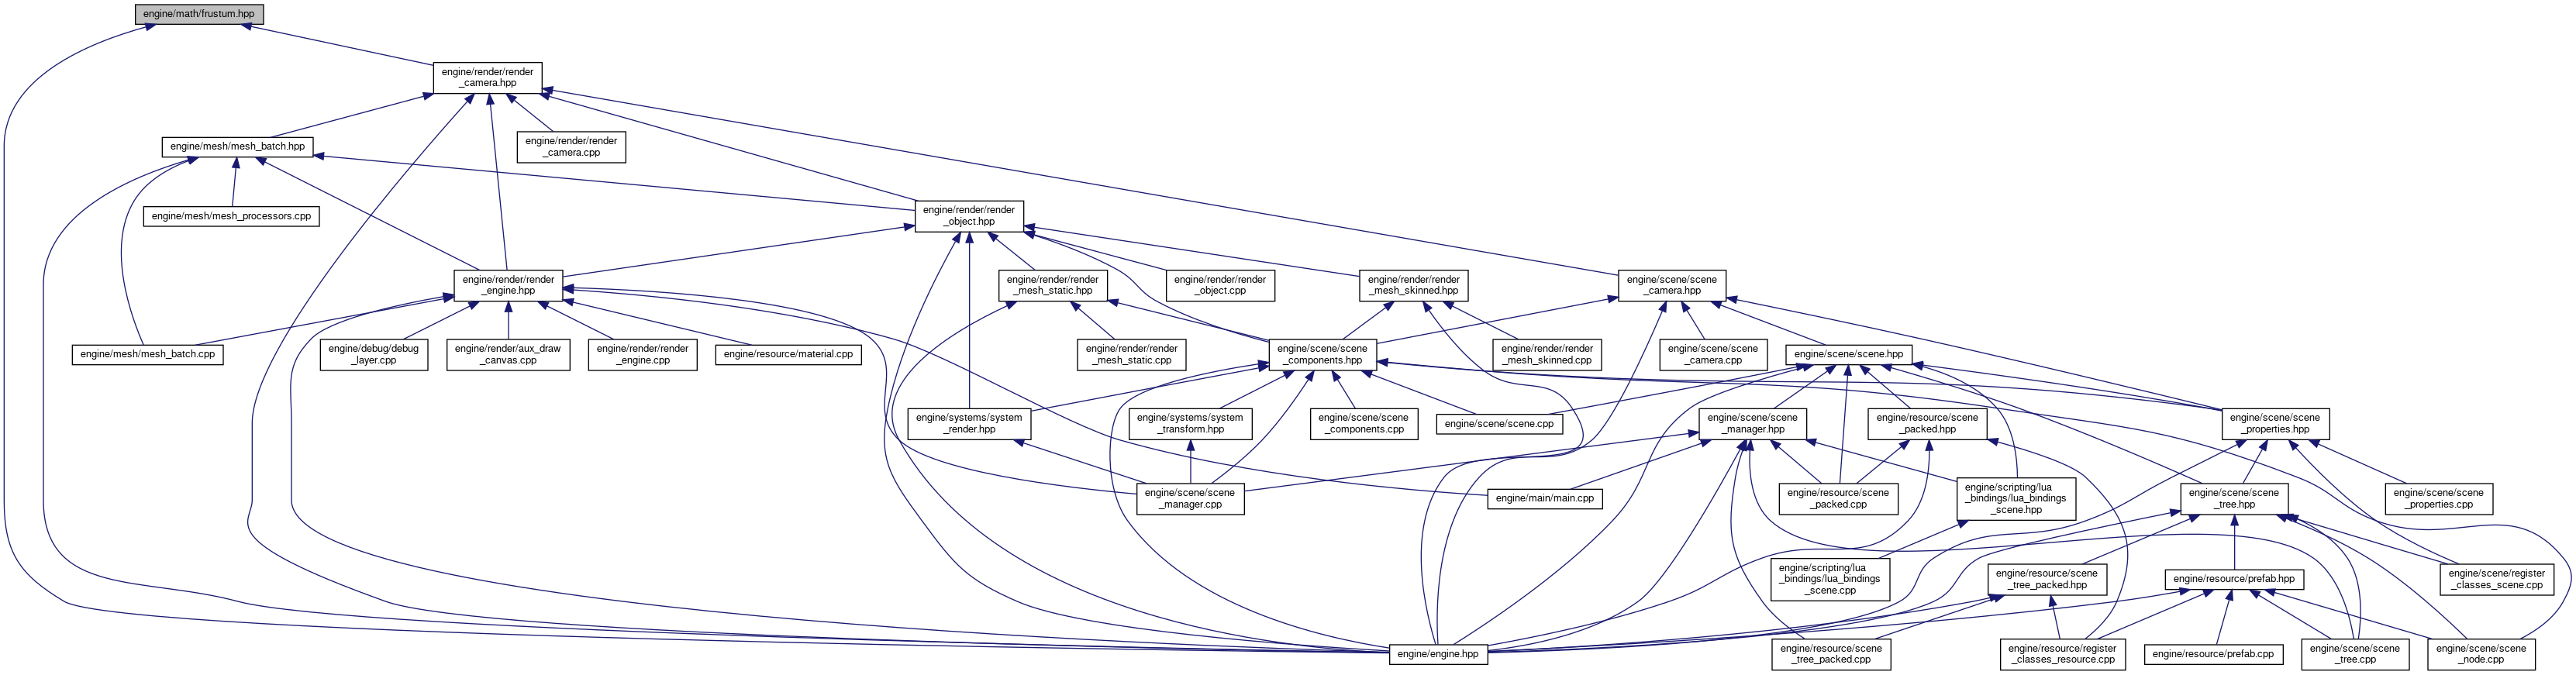 engine/math/frustum.hpp
engine/render/render
_camera.hpp
engine/mesh/mesh_batch.hpp
engine/render/render
_camera.cpp
engine/mesh/mesh_processors.cpp
engine/render/render
_object.hpp
engine/render/render
_engine.hpp
engine/render/render
_mesh_static.hpp
engine/render/render
_object.cpp
engine/render/render
_mesh_skinned.hpp
engine/scene/scene
_camera.hpp
engine/mesh/mesh_batch.cpp
engine/debug/debug
_layer.cpp
engine/render/aux_draw
_canvas.cpp
engine/render/render
_engine.cpp
engine/resource/material.cpp
engine/render/render
_mesh_static.cpp
engine/scene/scene
_components.hpp
engine/render/render
_mesh_skinned.cpp
engine/scene/scene
_camera.cpp
engine/scene/scene.hpp
engine/systems/system
_render.hpp
engine/systems/system
_transform.hpp
engine/scene/scene
_components.cpp
engine/scene/scene.cpp
engine/scene/scene
_manager.hpp
engine/resource/scene
_packed.hpp
engine/scene/scene
_properties.hpp
engine/scene/scene
_manager.cpp
engine/main/main.cpp
engine/resource/scene
_packed.cpp
engine/scripting/lua
_bindings/lua_bindings
_scene.hpp
engine/scene/scene
_tree.hpp
engine/scene/scene
_properties.cpp
engine/scripting/lua
_bindings/lua_bindings
_scene.cpp
engine/resource/scene
_tree_packed.hpp
engine/resource/prefab.hpp
engine/scene/register
_classes_scene.cpp
engine/engine.hpp
engine/resource/scene
_tree_packed.cpp
engine/resource/register
_classes_resource.cpp
engine/resource/prefab.cpp
engine/scene/scene
_tree.cpp
engine/scene/scene
_node.cpp